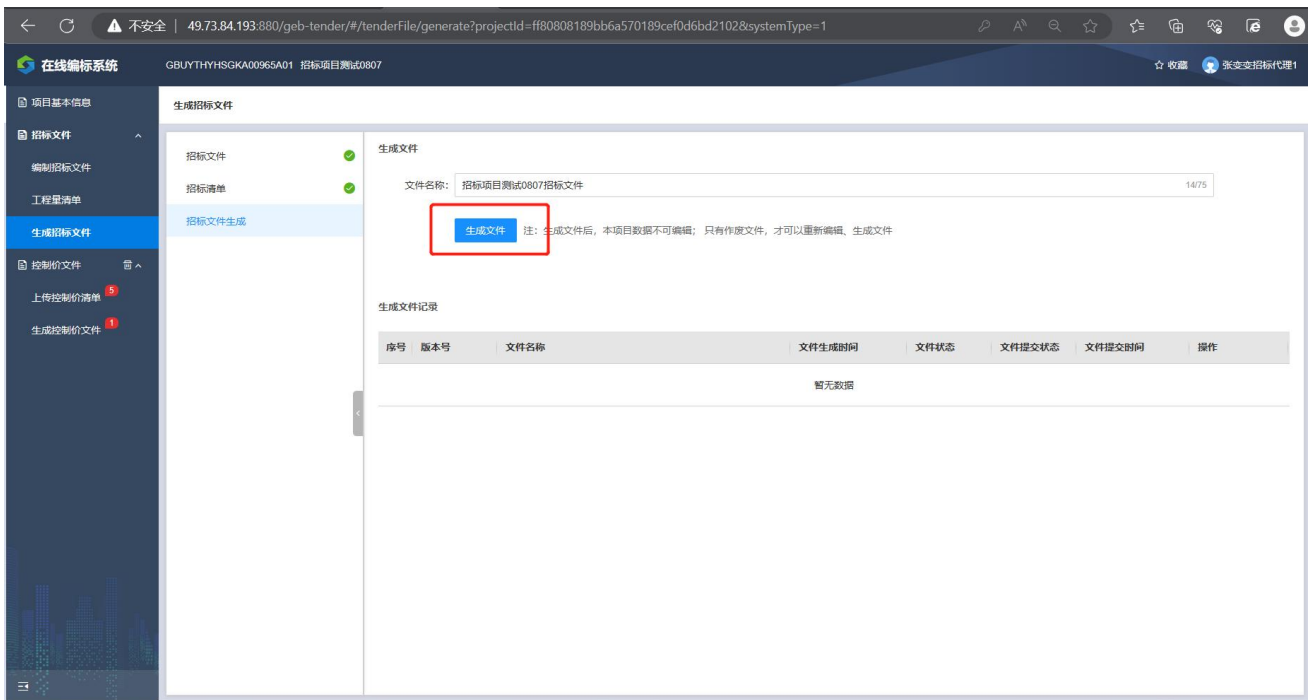 不安全 | 49.73.84.193:880/geb-tender/#/tenderFile/generate?projectId=ff80808189bb6a570189cef0d6bd2102&systemType=1
在线编标系统 GBUYTHYHSGKA00965A01 招标项目测试0807 收藏 张变变招标代理1
项目基本信息
招标文件
编制招标文件
工程量清单
生成招标文件
控制价文件
上传控制价清单 5
生成控制价文件 1
生成招标文件
招标文件
招标清单
招标文件生成
生成文件
文件名称: 招标项目测试0807招标文件 14/75
生成文件 注:生成文件后,本项目数据不可编辑; 只有作废文件,才可以重新编辑、生成文件
生成文件记录
序号 版本号 文件名称 文件生成时间 文件状态 文件提交状态 文件提交时间 操作
暂无数据